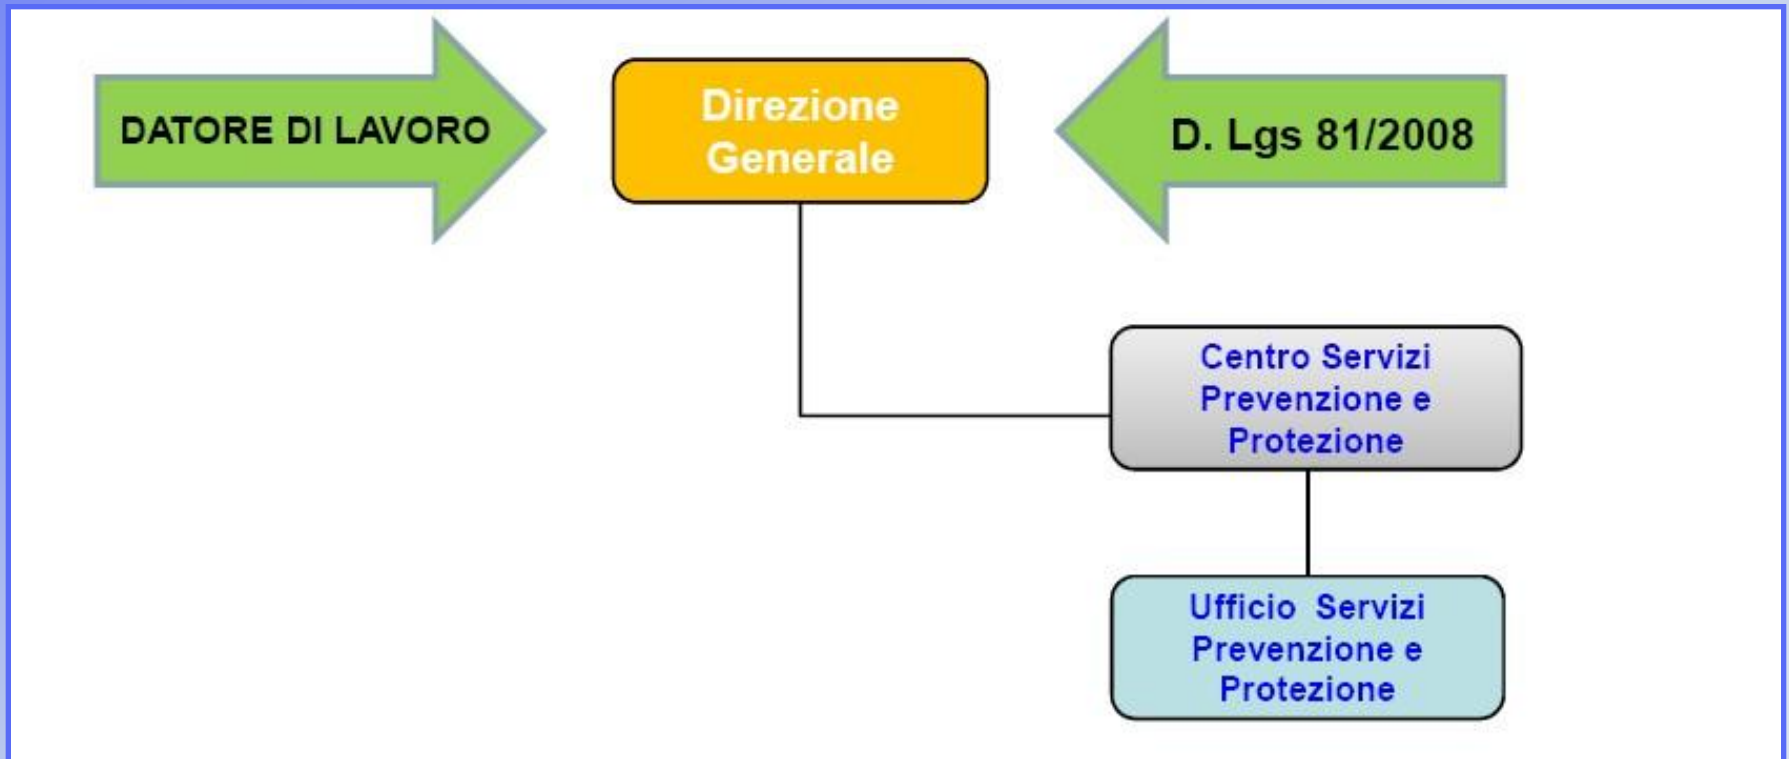 DATORE DI LAVORO
Direzione
Generale
D. Lgs 81/2008
Centro Servizi
Prevenzione e
Protezione
Ufficio Servizi
Prevenzione e
Protezione